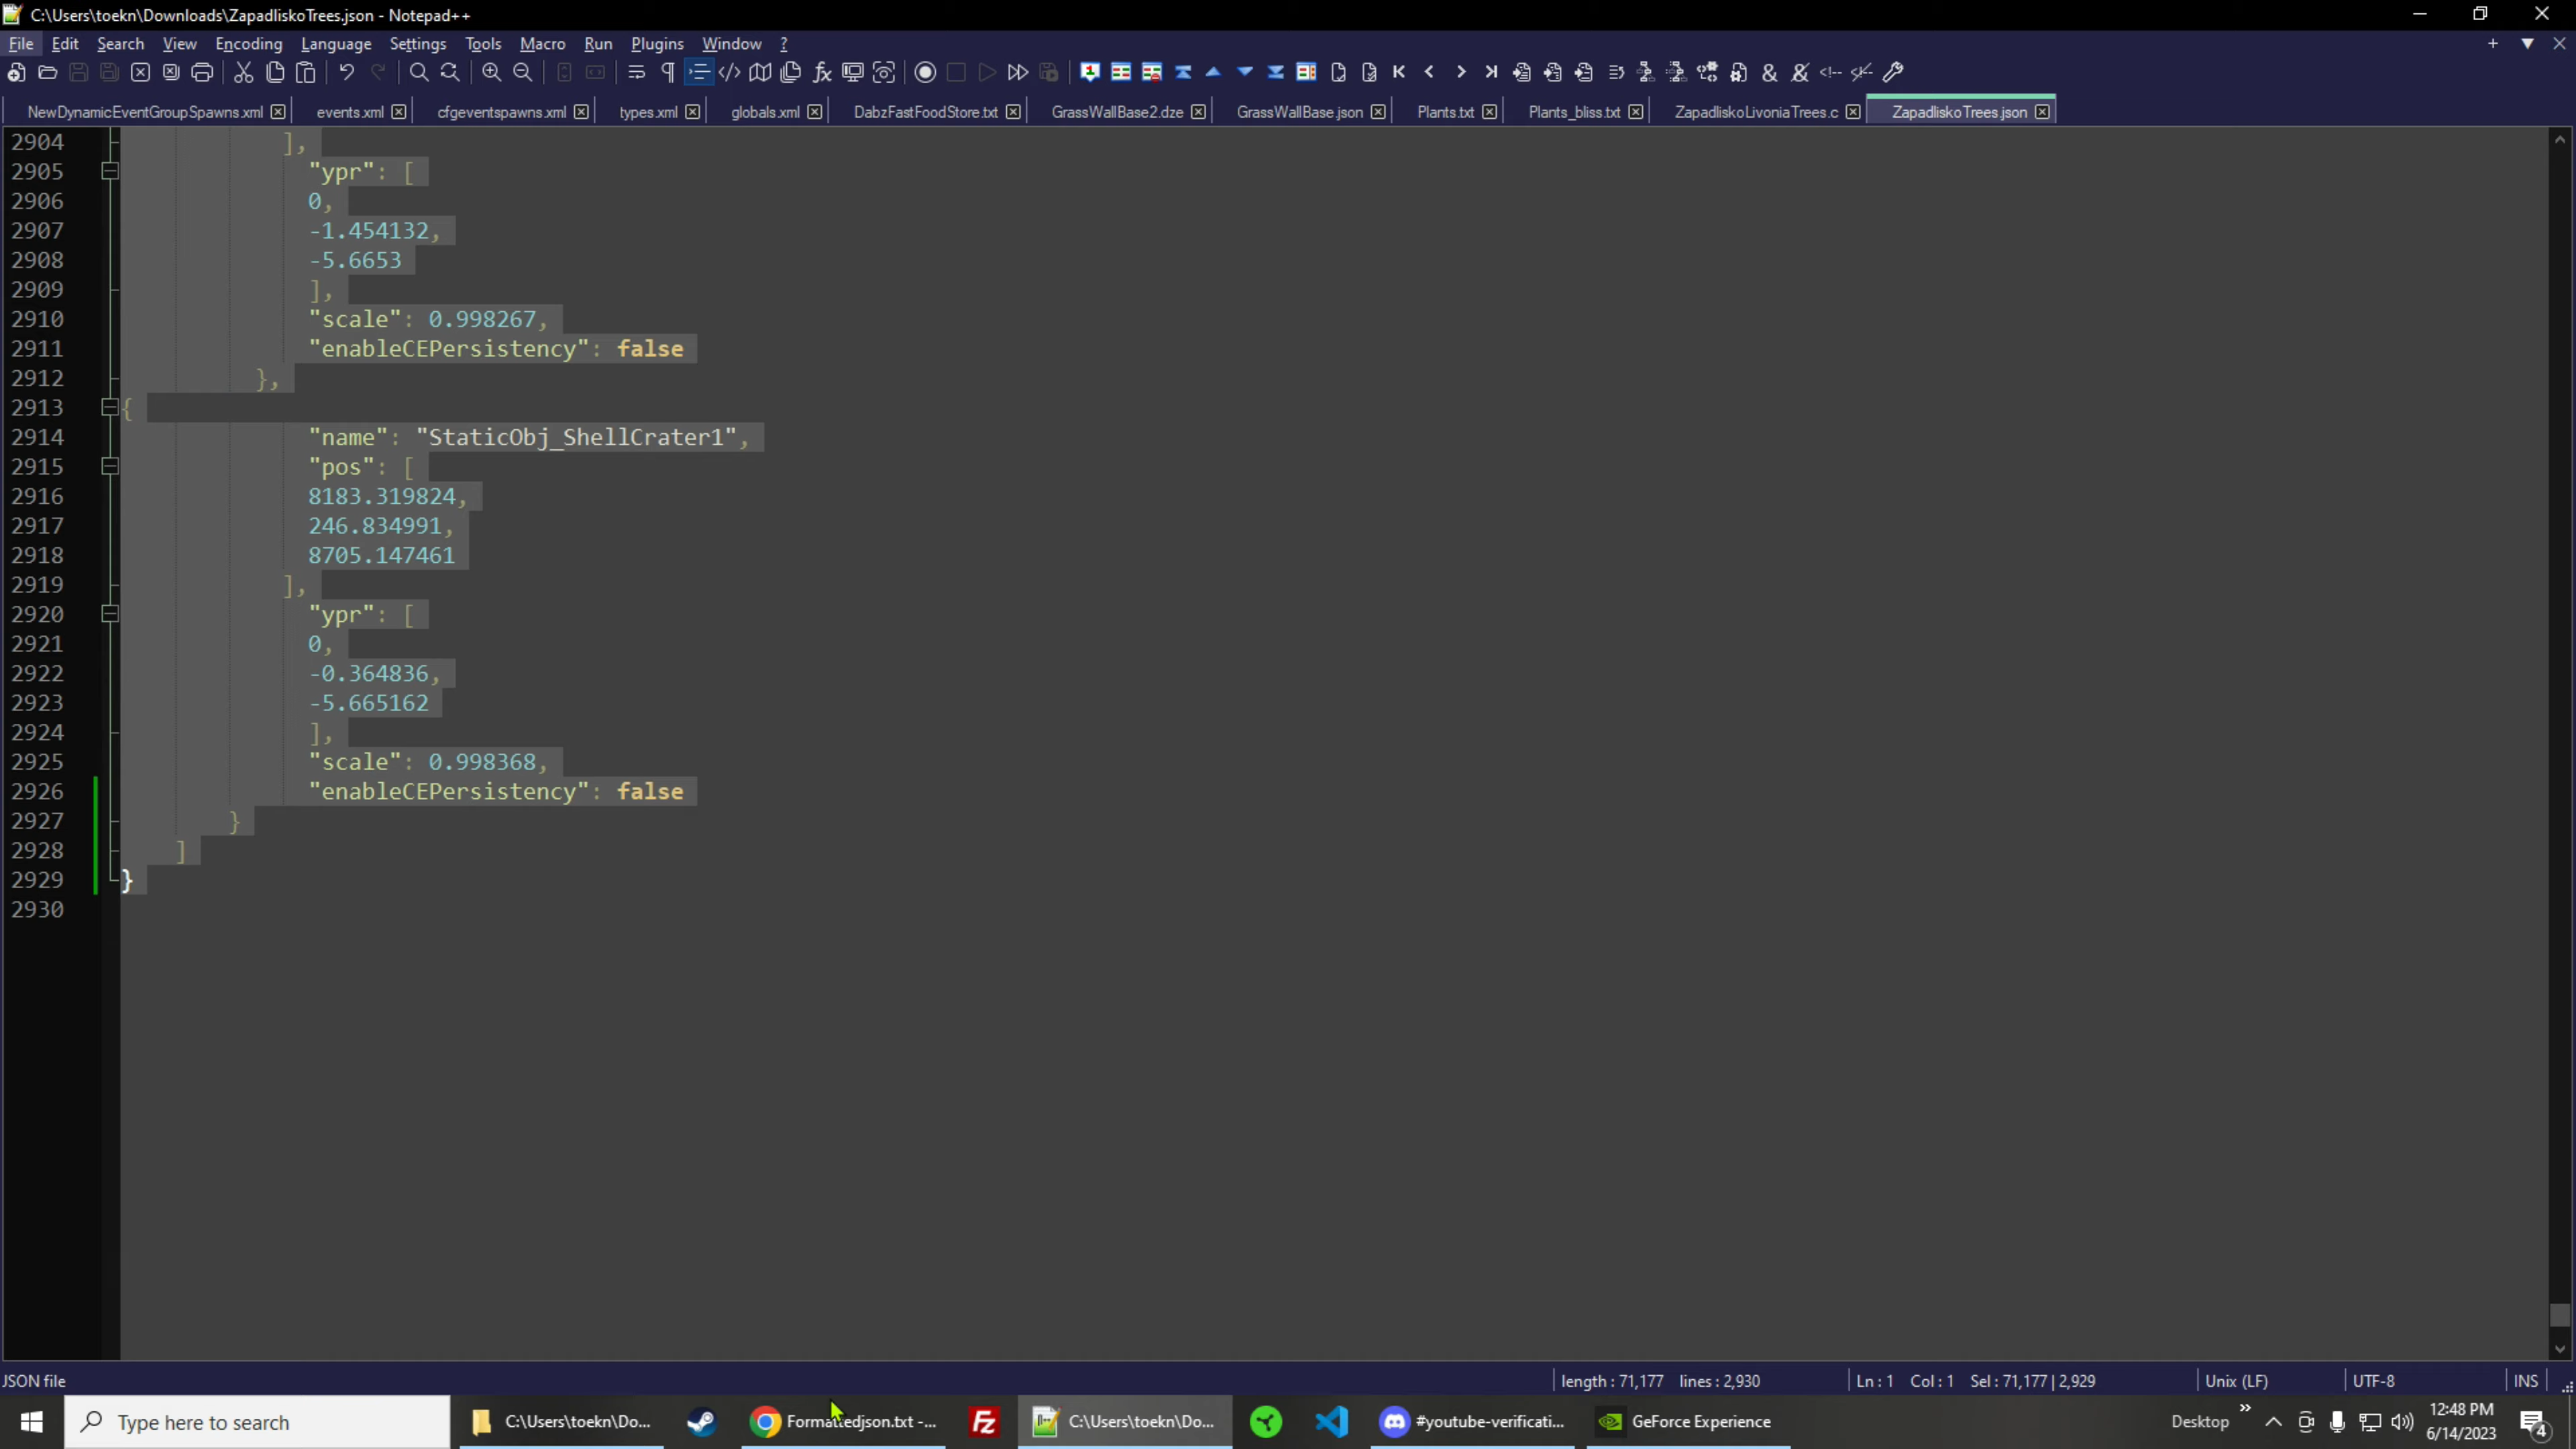 C:\Users\toekn\Downloads\ZapadliskoTrees.json - Notepad++
File Edit Search View Encoding Language Settings Tools Macro Run Plugins Window ?
NewDynamicEventGroupSpawns.xml events.xml cfgeventspawns.xml types.xml globals.xml DabzFastFoodStore.txt GrassWallBase2.dze GrassWallBase.json Plants.txt Plants_bliss.txt ZapadliskoLivoniaTrees.c ZapadliskoTrees.json
2904 ],
2905 "ypr": [
2906 0,
2907 -1.454132,
2908 -5.6653
2909 ],
2910 "scale": 0.998267,
2911 "enableCEPersistency": false
2912 },
2913 {
2914 "name": "StaticObj_ShellCrater1",
2915 "pos": [
2916 8183.319824,
2917 246.834991,
2918 8705.147461
2919 ],
2920 "ypr": [
2921 0,
2922 -0.364836,
2923 -5.665162
2924 ],
2925 "scale": 0.998368,
2926 "enableCEPersistency": false
2927 }
2928 ]
2929 }
2930
JSON file length : 71,177 lines : 2,930 Ln : 1 Col : 1 Sel : 71,177 | 2,929 Unix (LF) UTF-8 INS
Type here to search C:\Users\toekn\Do... Formattedjson.txt -... Fz C:\Users\toekn\Do... #youtube-verificati... GeForce Experience Desktop » 12:48 PM
6/14/2023 4